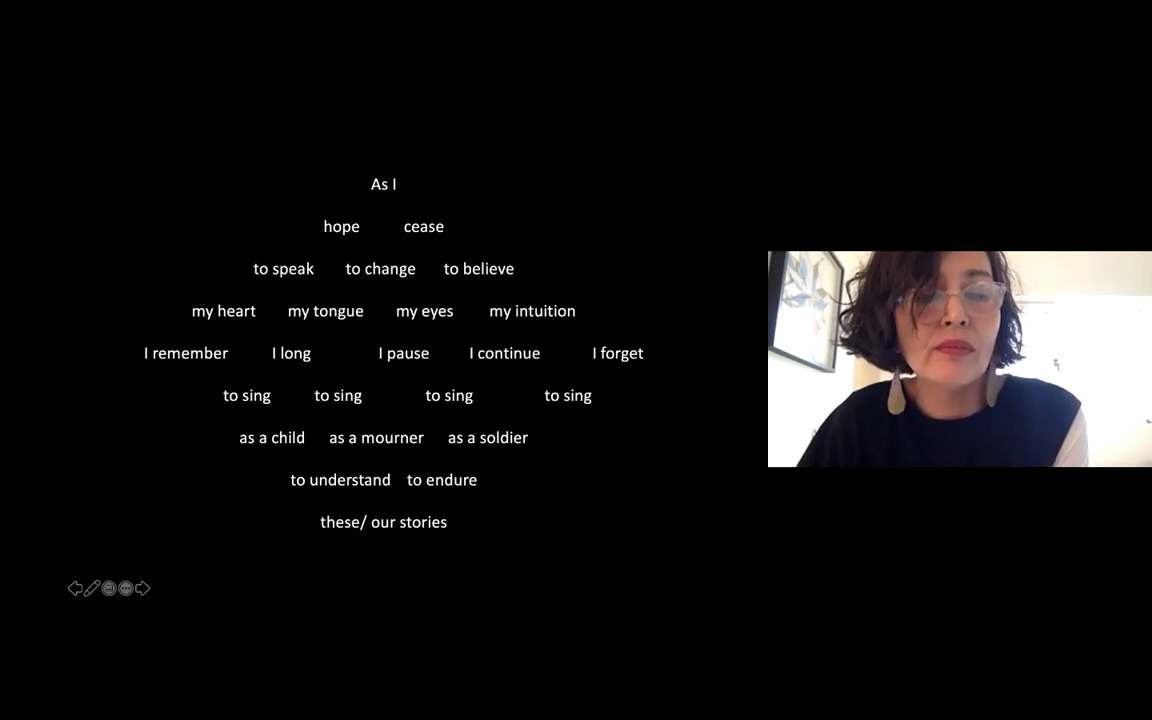 As I
hope cease
to speak to change to believe
my heart my tongue my eyes my intuition
I remember I long I pause I continue I forget
to sing to sing to sing to sing
as a child as a mourner as a soldier
to understand to endure
these/ our stories